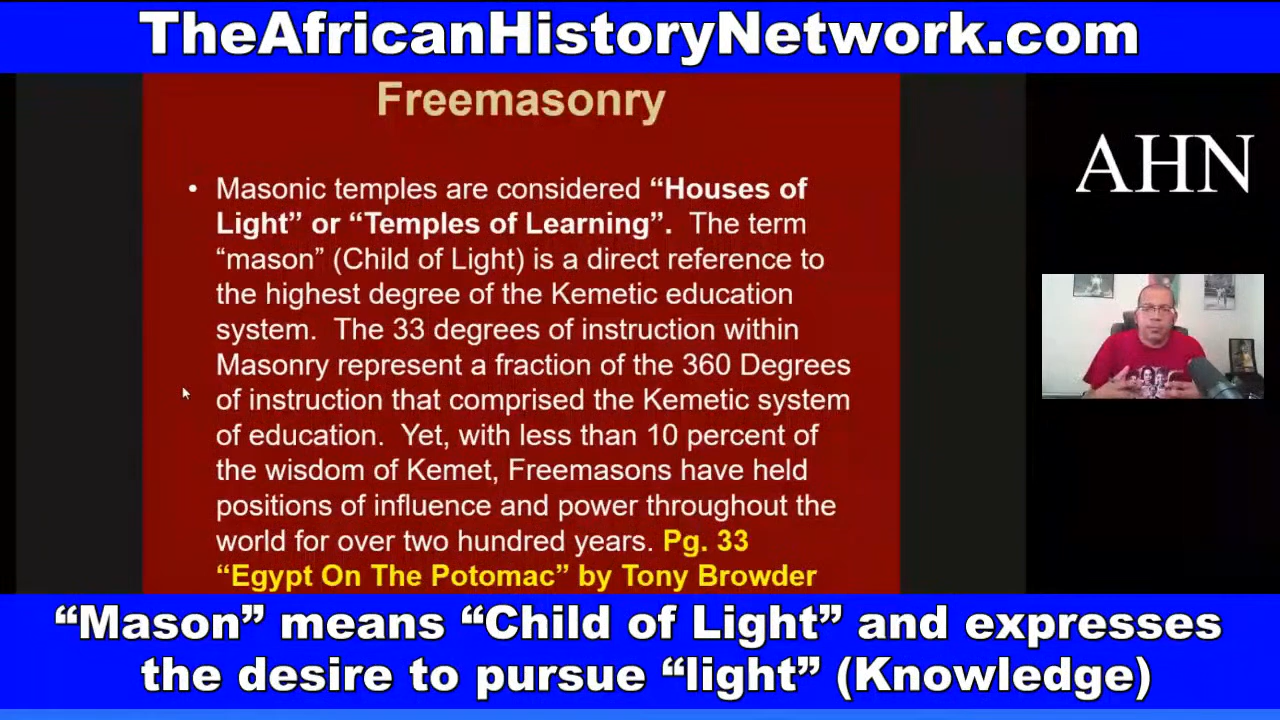 TheAfricanHistoryNetwork.com
Freemasonry
AHN
• Masonic temples are considered “Houses of
Light” or “Temples of Learning”. The term
“mason” (Child of Light) is a direct reference to
the highest degree of the Kemetic education
system. The 33 degrees of instruction within
Masonry represent a fraction of the 360 Degrees
of instruction that comprised the Kemetic system
of education. Yet, with less than 10 percent of
the wisdom of Kemet, Freemasons have held
positions of influence and power throughout the
world for over two hundred years. Pg. 33
“Egypt On The Potomac” by Tony Browder
“Mason” means “Child of Light” and expresses
the desire to pursue “light” (Knowledge)